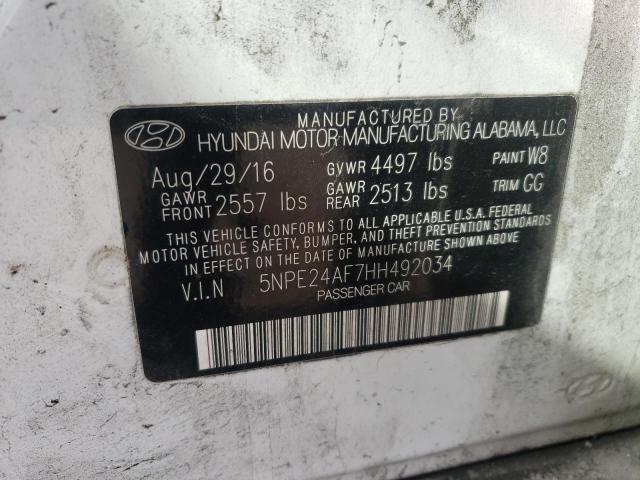 MANUFACTURED BY
HYUNDAI MOTOR MANUFACTURING ALABAMA, LLC
Aug/29/16 GVWR 4497 lbs PAINT W8
GAWR FRONT 2557 lbs GAWR REAR 2513 lbs TRIM GG
THIS VEHICLE CONFORMS TO ALL APPLICABLE U.S.A. FEDERAL
MOTOR VEHICLE SAFETY, BUMPER, AND THEFT PREVENTION STANDARDS
IN EFFECT ON THE DATE OF MANUFACTURE SHOWN ABOVE.
V.I.N 5NPE24AF7HH492034
PASSENGER CAR